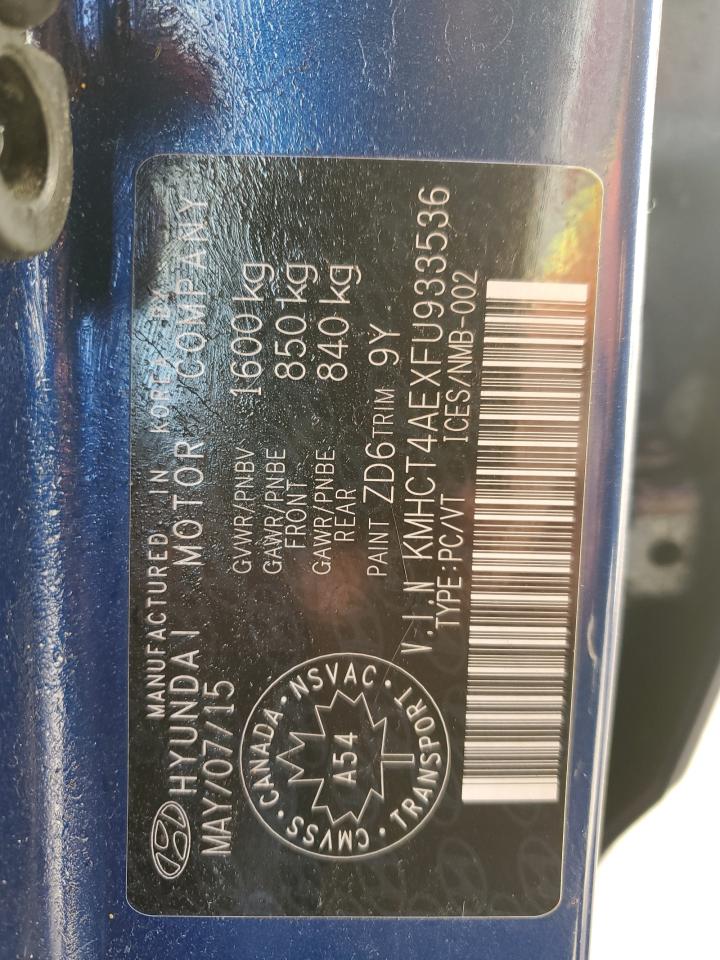 MANUFACTURED IN KOREA BY
HYUNDAI MOTOR COMPANY
MAY/07/15
GVWR/PNBV 1600 kg
GAWR/PNBE FRONT 850 kg
GAWR/PNBE REAR 840 kg
PAINT ZD6 TRIM 9Y
V.I.N KMHCT4AEXFU933536
TYPE:PC/VT ICES/NMB-002
CMVSS · CANADA · NSVAC · TRANSPORT ·
A54